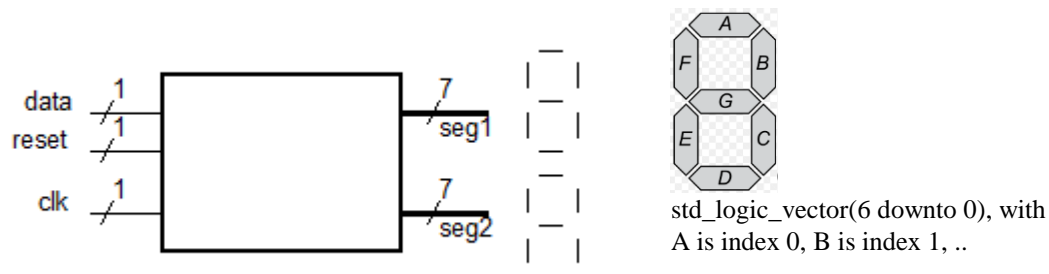 data
1
reset
1
clk
1
7
seg1
7
seg2
A
F
B
G
E
C
D
std_logic_vector(6 downto 0), with
A is index 0, B is index 1, ..